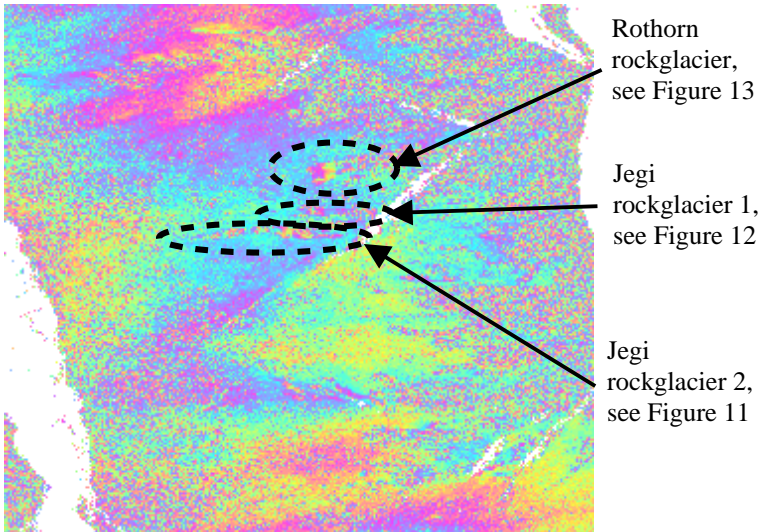 Rothorn
rockglacier,
see Figure 13
Jegi
rockglacier 1,
see Figure 12
Jegi
rockglacier 2,
see Figure 11